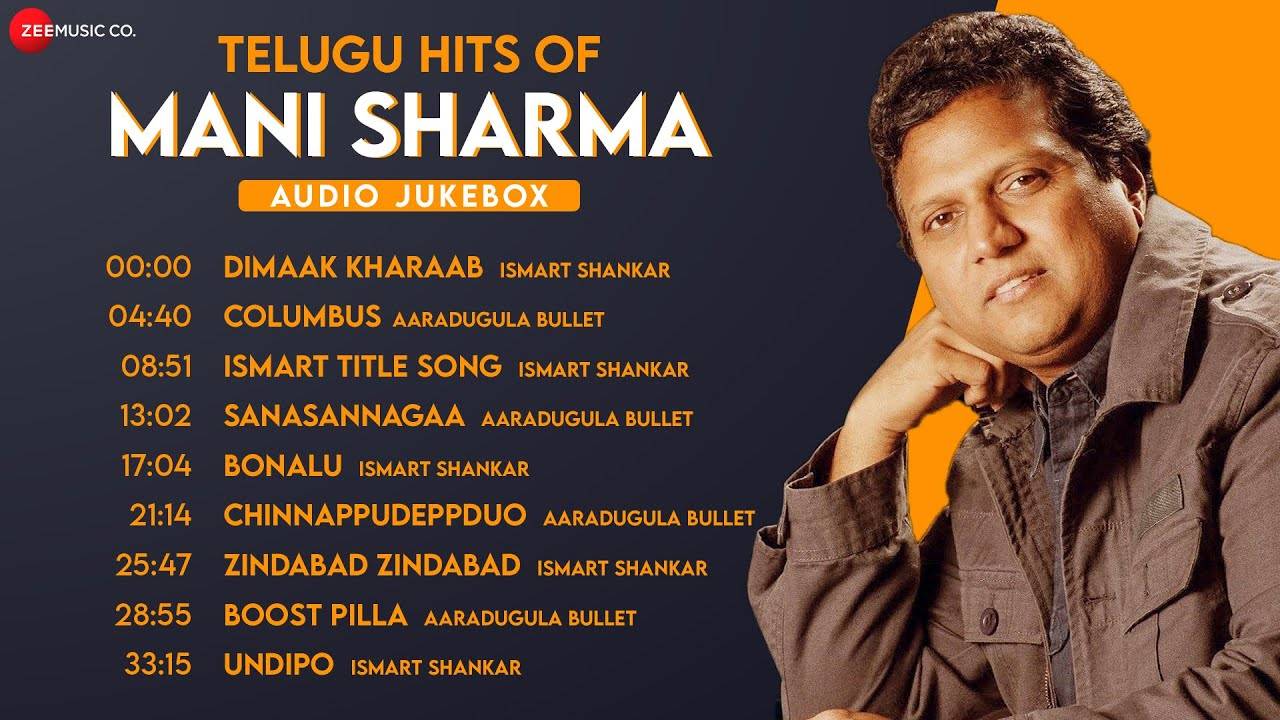 ZEEMUSIC CO.
TELUGU HITS OF
MANI SHARMA
AUDIO JUKEBOX
00:00 DIMAAK KHARAAB ISMART SHANKAR
04:40 COLUMBUS AARADUGULA BULLET
08:51 ISMART TITLE SONG ISMART SHANKAR
13:02 SANASANNAGAA AARADUGULA BULLET
17:04 BONALU ISMART SHANKAR
21:14 CHINNAPPUDEPPDUO AARADUGULA BULLET
25:47 ZINDABAD ZINDABAD ISMART SHANKAR
28:55 BOOST PILLA AARADUGULA BULLET
33:15 UNDIPO ISMART SHANKAR